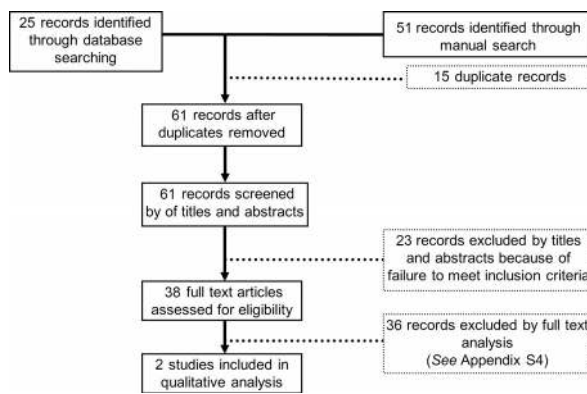 25 records identified
through database
searching
51 records identified through
manual search
15 duplicate records
61 records after
duplicates removed
61 records screened
by of titles and abstracts
23 records excluded by titles
and abstracts because of
failure to meet inclusion criteria
38 full text articles
assessed for eligibility
36 records excluded by full text
analysis
(See Appendix S4)
2 studies included in
qualitative analysis